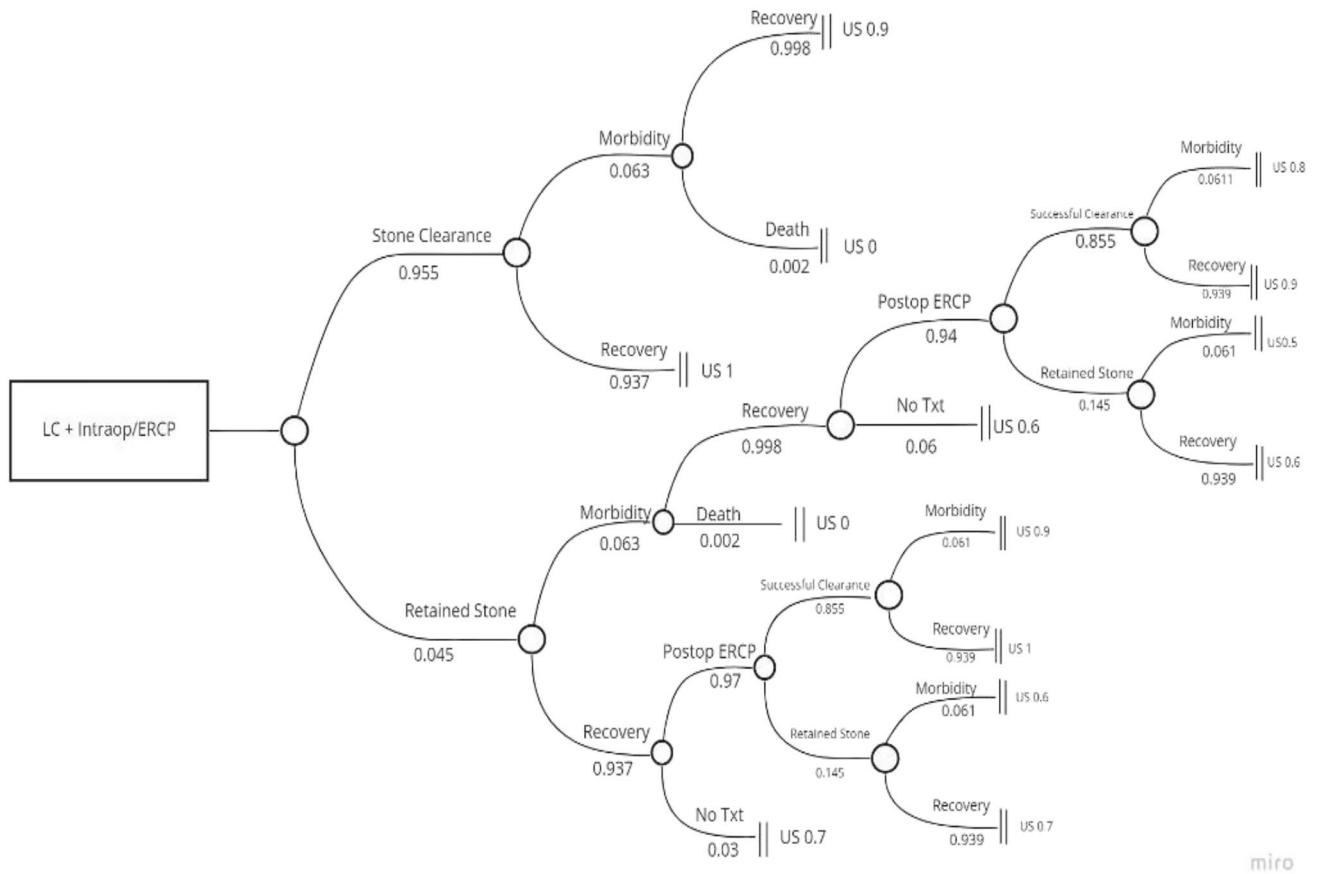 Recovery
US 0.9
0.998
Morbidity
0.063
Death
US 0
0.002
Stone Clearance
0.955
Recovery
US 1
0.937
LC + Intraop/ERCP
Retained Stone
0.045
Morbidity
0.063
Death
US 0
0.002
Recovery
0.998
Postop ERCP
0.94
Successful Clearance
0.855
Morbidity
US 0.8
0.0611
Recovery
US 0.9
0.939
Retained Stone
0.145
Morbidity
US0.5
0.061
Recovery
US 0.6
0.939
No Txt
US 0.6
0.06
Recovery
0.937
Postop ERCP
0.97
Successful Clearance
0.855
Morbidity
US 0.9
0.061
Recovery
US 1
0.939
Retained Stone
0.145
Morbidity
US 0.6
0.061
Recovery
US 0.7
0.939
No Txt
US 0.7
0.03
miro